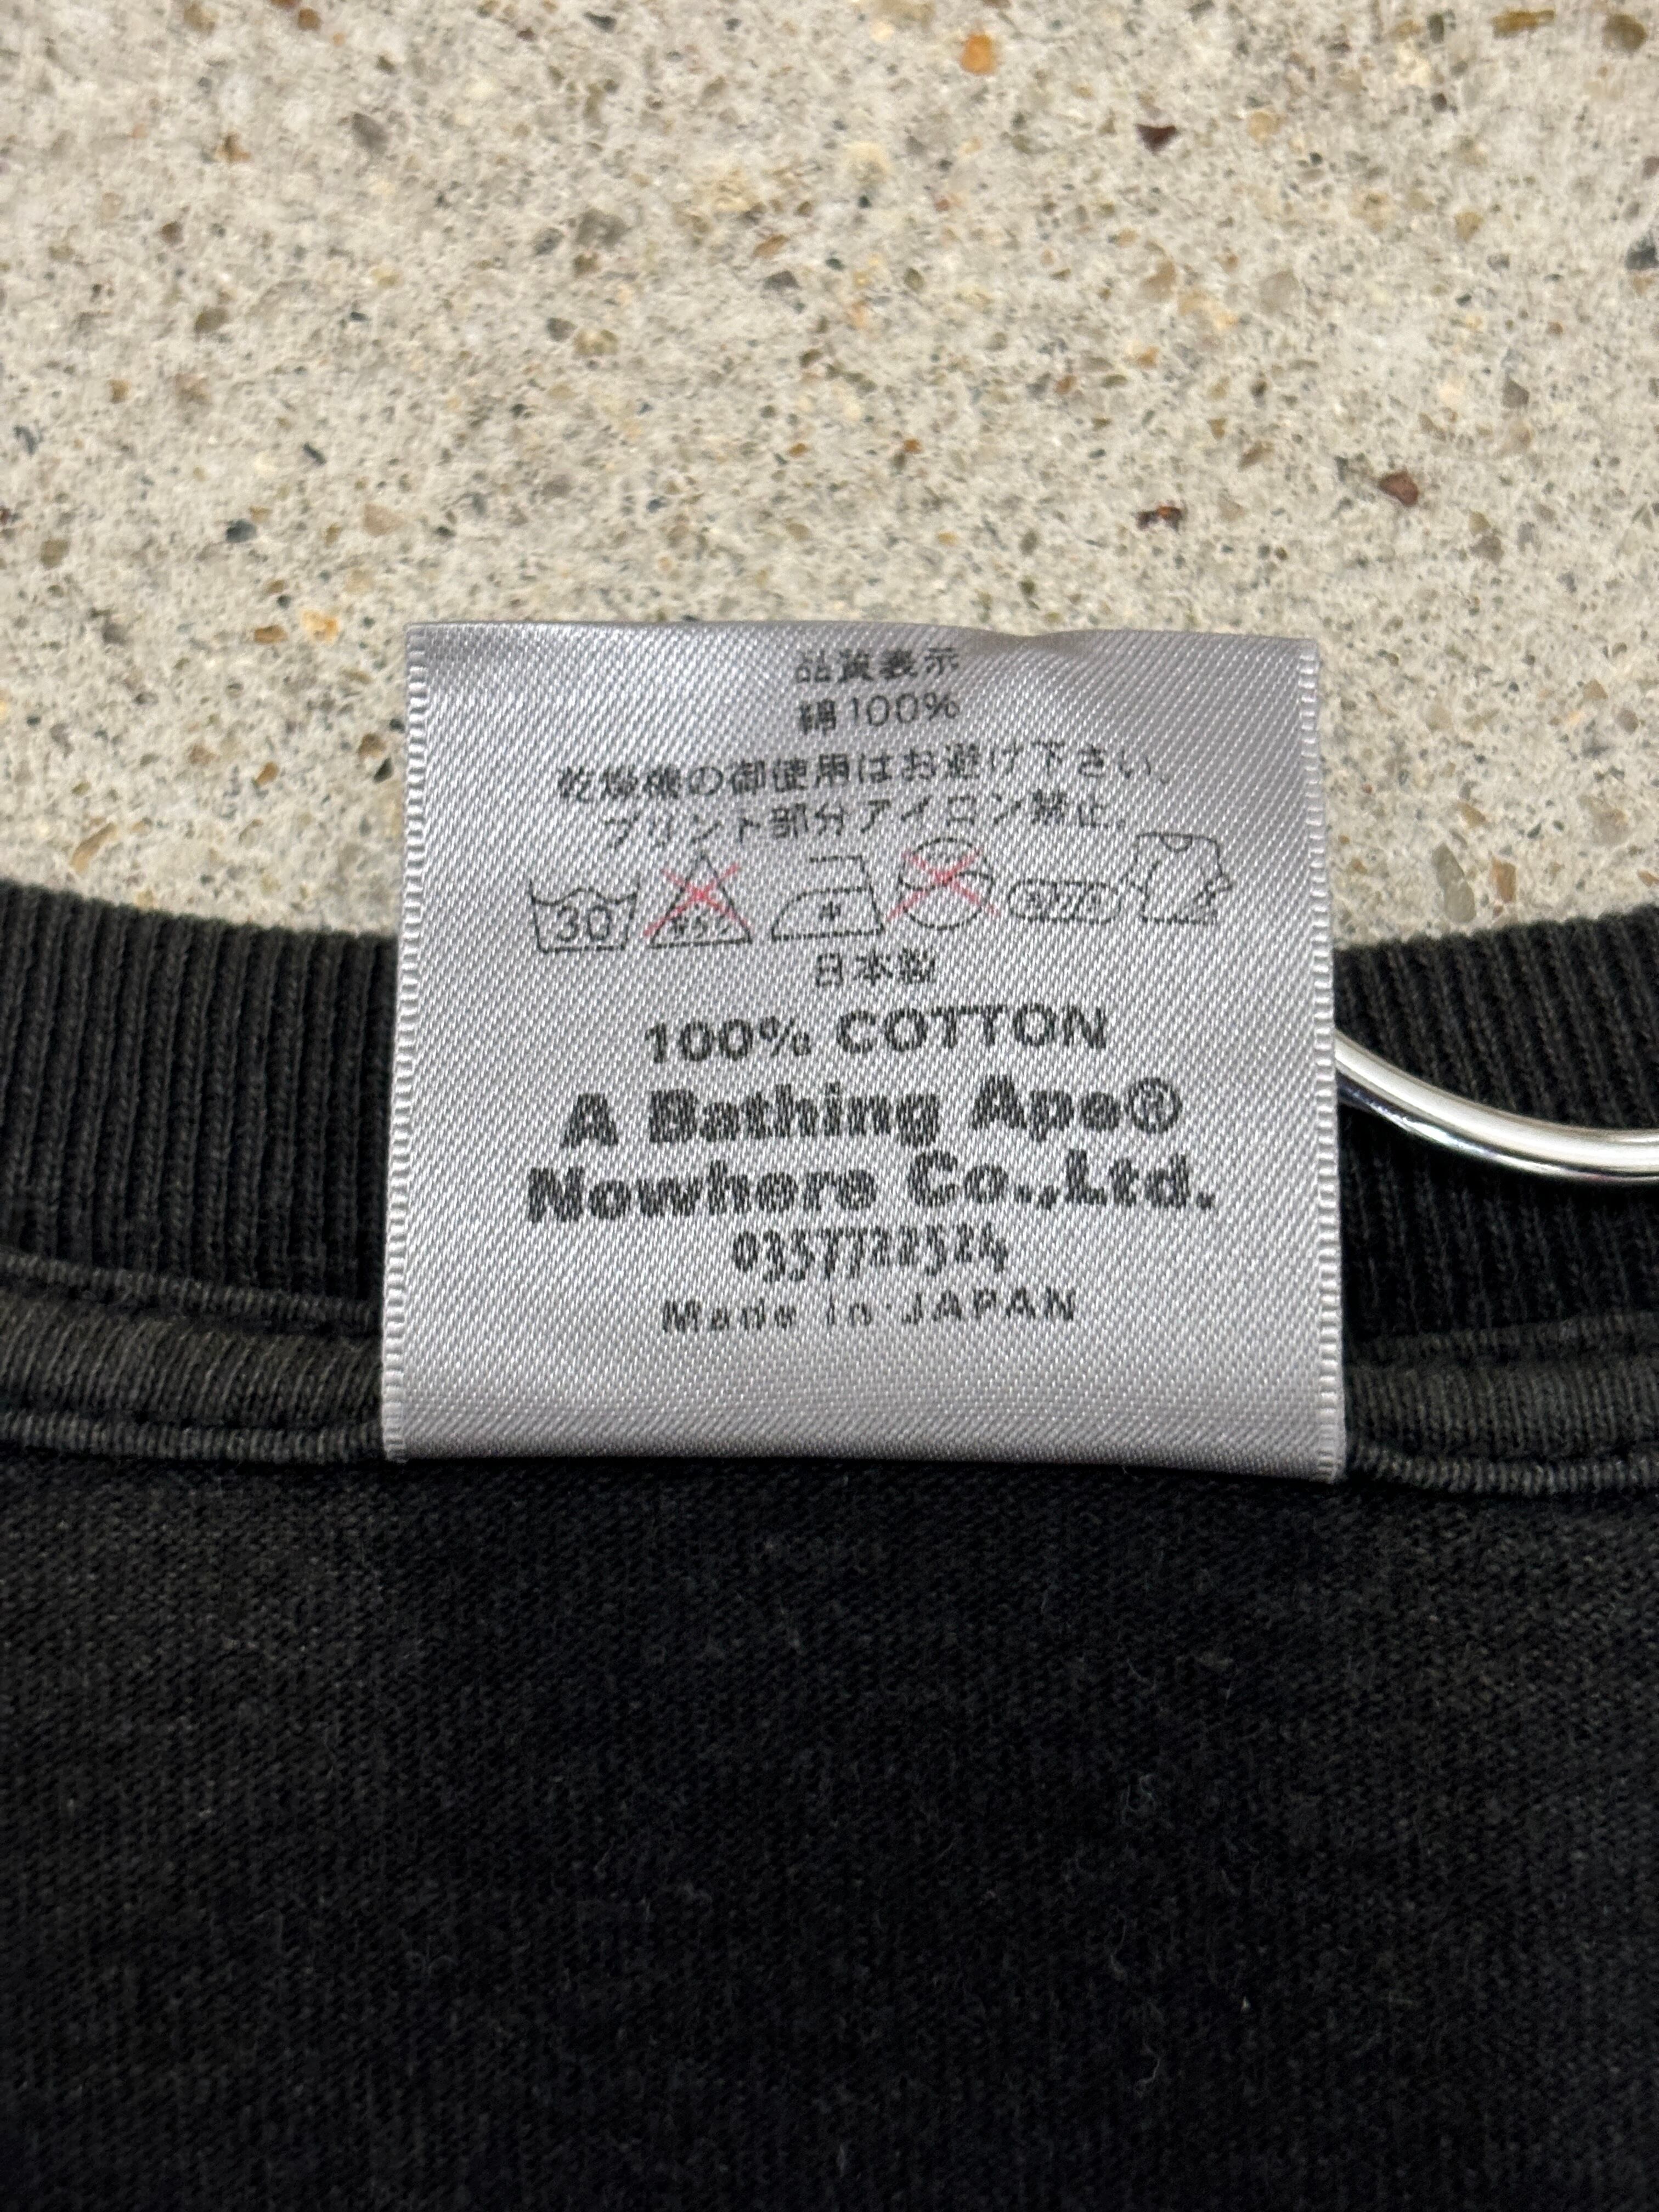 品質表示
綿100%
乾燥機の御使用はお避け下さい。
プリント部分アイロン禁止。
30
日本製
100% COTTON
A Bathing Ape®
Nowhere Co.,Ltd.
0357722524
Made in JAPAN